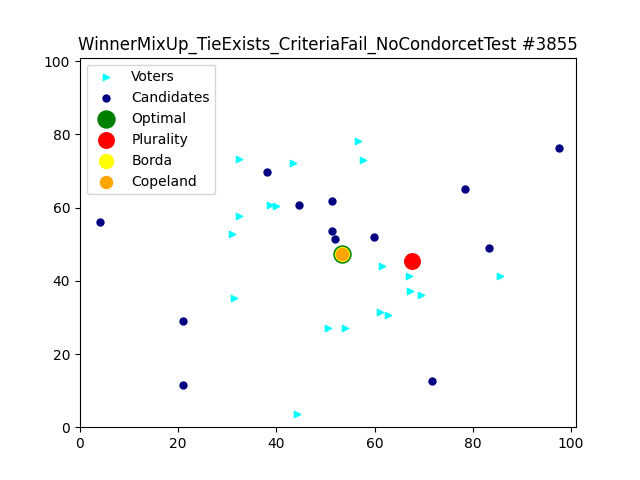 WinnerMixUp_TieExists_CriteriaFail_NoCondorcetTest #3855
Voters
Candidates
Optimal
Plurality
Borda
Copeland
100
80
60
40
20
0
0 20 40 60 80 100